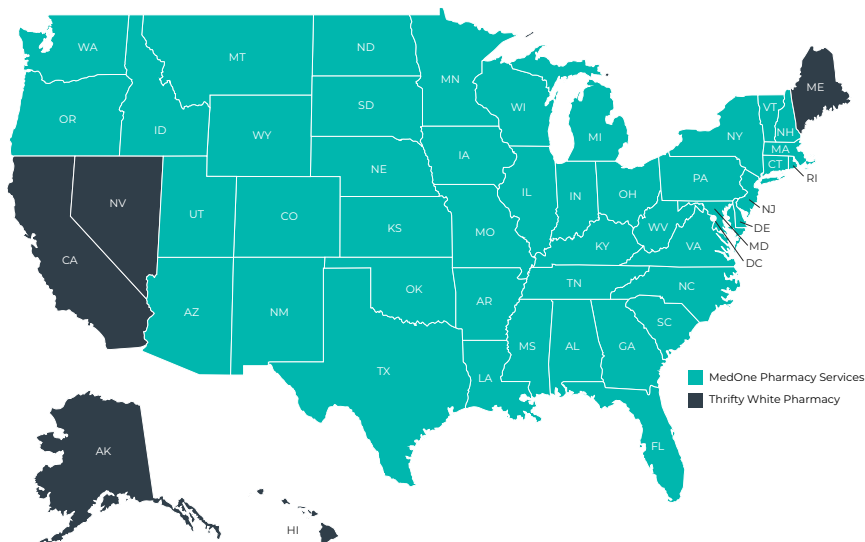 WA
MT
ND
MN
ME
OR
ID
WY
SD
WI
MI
NY
VT
NH
MA
CT
RI
NV
UT
CO
NE
IA
IL
IN
OH
PA
NJ
CA
KS
MO
KY
WV
VA
DE
MD
DC
AZ
NM
OK
AR
TN
NC
SC
TX
LA
MS
AL
GA
FL
MedOne Pharmacy Services
Thrifty White Pharmacy
AK
HI